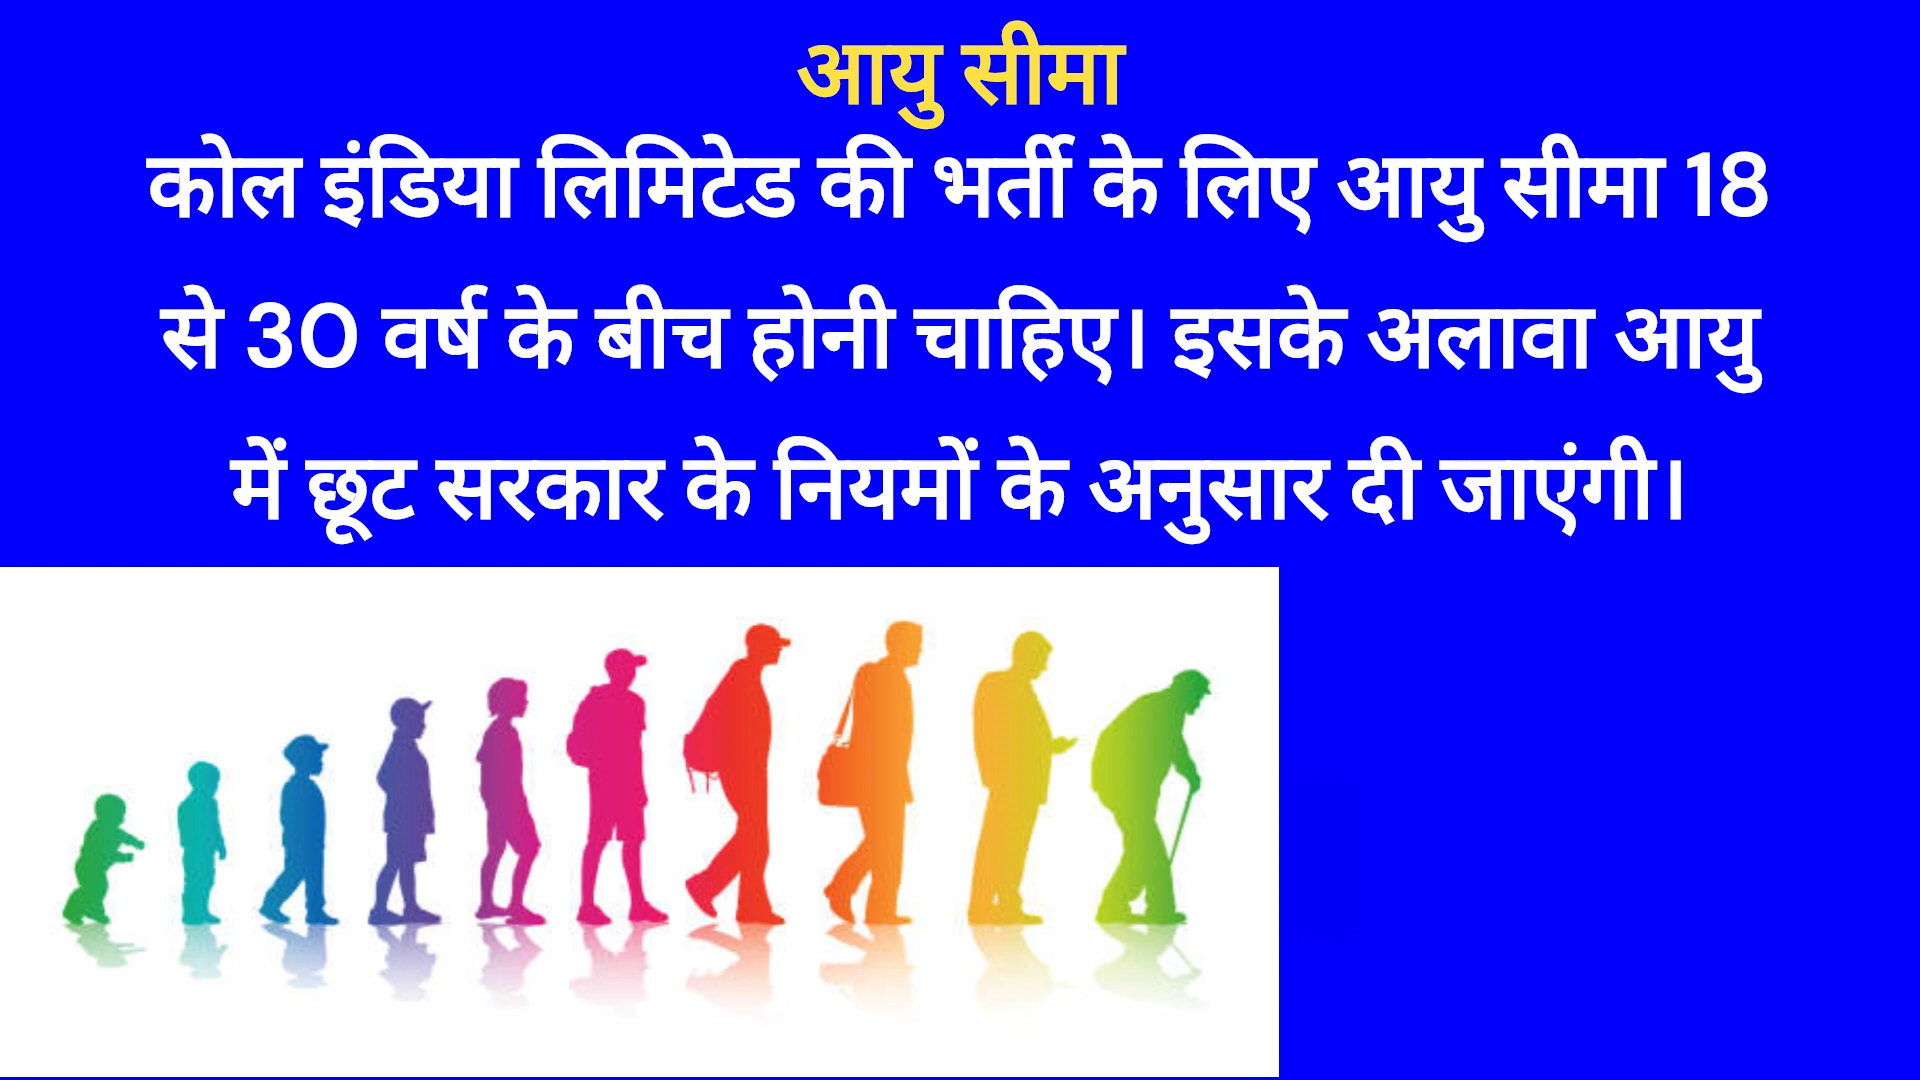 आयु सीमा
कोल इंडिया लिमिटेड की भर्ती के लिए आयु सीमा 18
से 30 वर्ष के बीच होनी चाहिए। इसके अलावा आयु
में छूट सरकार के नियमों के अनुसार दी जाएंगी।